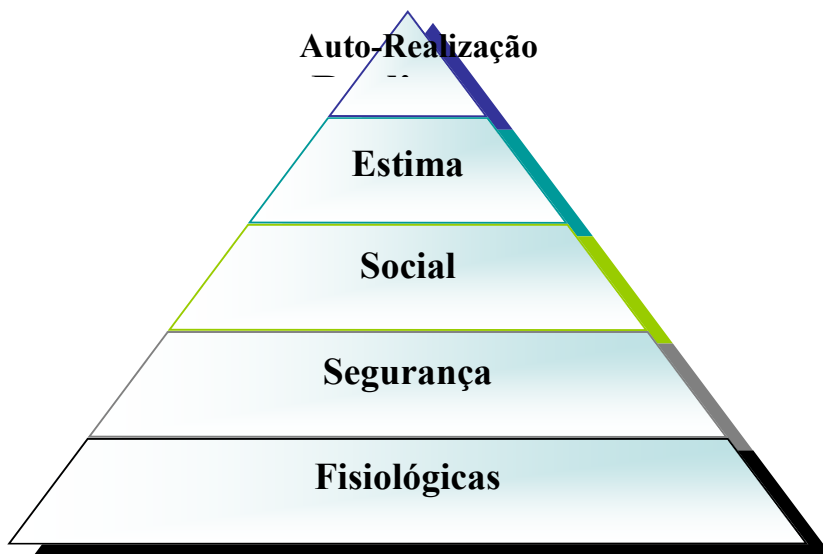 Auto-Realização
Estima
Social
Segurança
Fisiológicas